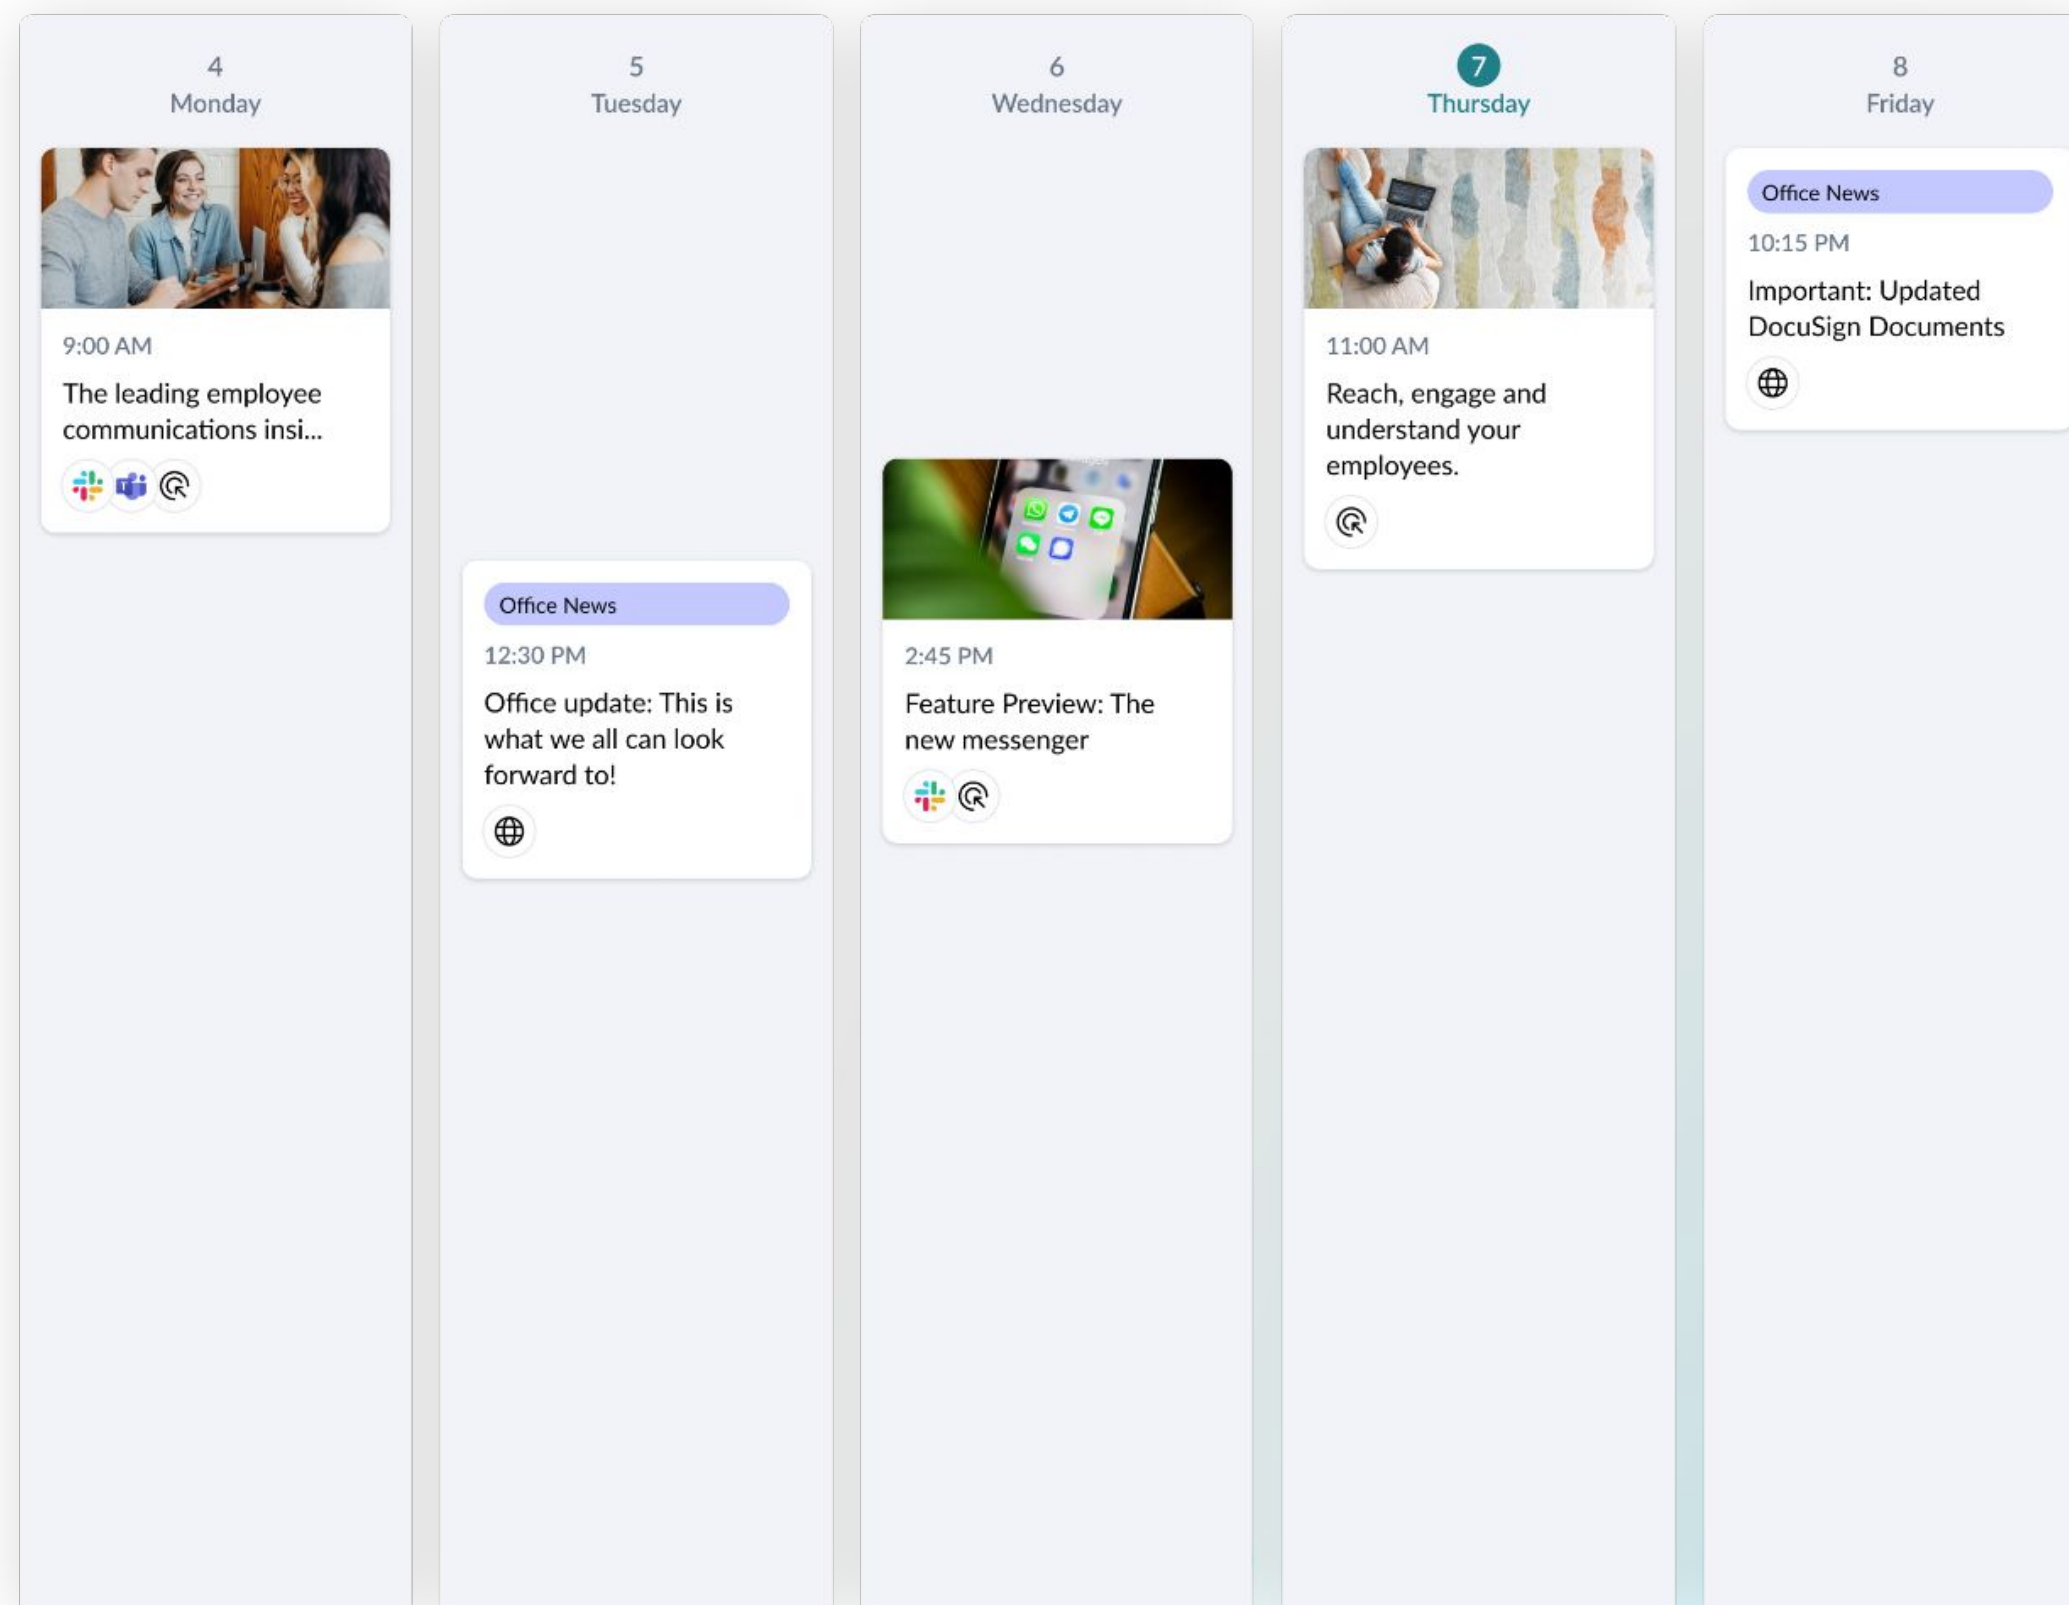 4
Monday
9:00 AM
The leading employee
communications insi...
5
Tuesday
Office News
12:30 PM
Office update: This is
what we all can look
forward to!
6
Wednesday
2:45 PM
Feature Preview: The
new messenger
7
Thursday
11:00 AM
Reach, engage and
understand your
employees.
8
Friday
Office News
10:15 PM
Important: Updated
DocuSign Documents